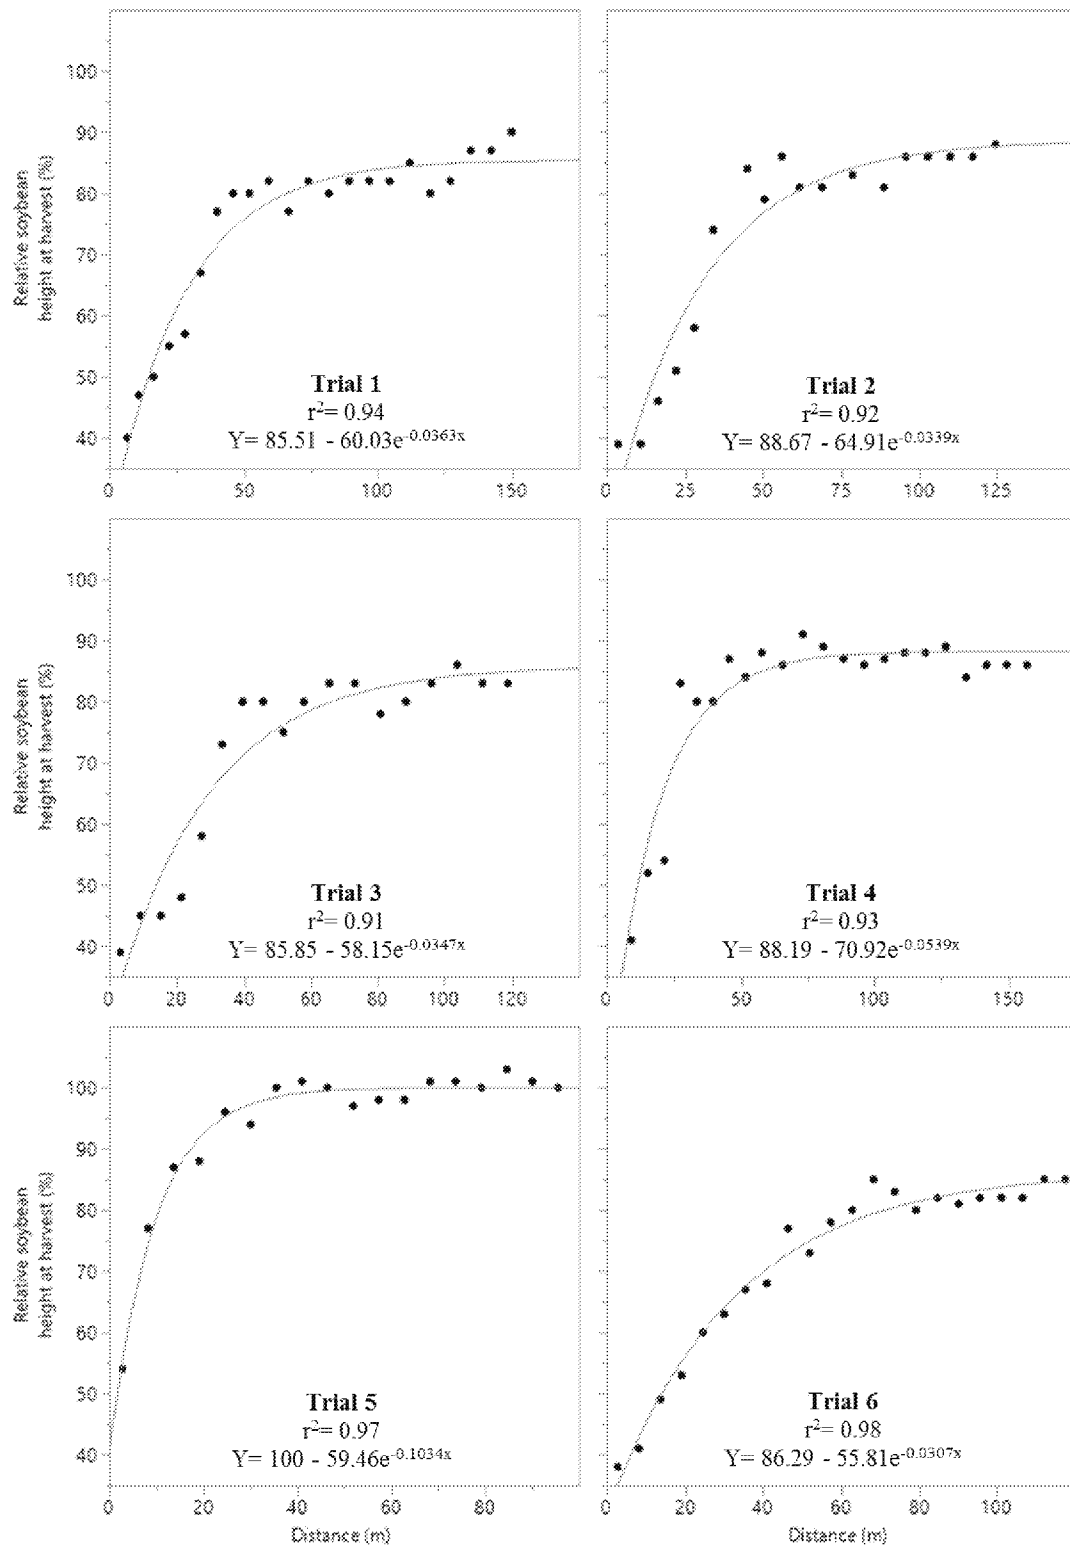 Relative soybean
height at harvest (%)
100
90
80
70
60
50
40
Trial 1
r²= 0.94
Y= 85.51 - 60.03e^-0.0363x
0 50 100 150
Trial 2
r²= 0.92
Y= 88.67 - 64.91e^-0.0339x
0 25 50 75 100 125
Relative soybean
height at harvest (%)
100
90
80
70
60
50
40
Trial 3
r²= 0.91
Y= 85.85 - 58.15e^-0.0347x
0 20 40 60 80 100 120
Trial 4
r²= 0.93
Y= 88.19 - 70.92e^-0.0539x
0 50 100 150
Relative soybean
height at harvest (%)
100
90
80
70
60
50
40
Trial 5
r²= 0.97
Y= 100 - 59.46e^-0.1034x
0 20 40 60 80
Distance (m)
Trial 6
r²= 0.98
Y= 86.29 - 55.81e^-0.0307x
0 20 40 60 80 100
Distance (m)